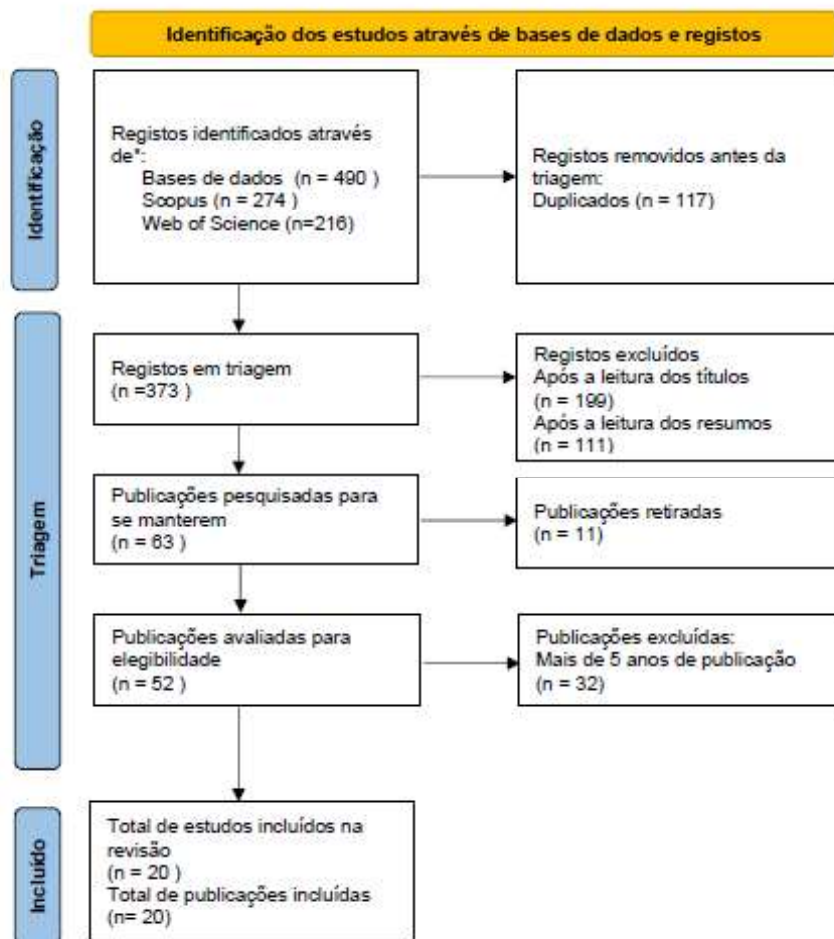 Identificação dos estudos através de bases de dados e registos
Identificação
Registos identificados através
de*:
Bases de dados (n = 490 )
Scopus (n = 274 )
Web of Science (n=216)
Registos removidos antes da
triagem:
Duplicados (n = 117)
Triagem
Registos em triagem
(n =373 )
Registos excluídos
Após a leitura dos títulos
(n = 199)
Após a leitura dos resumos
(n = 111)
Publicações pesquisadas para
se manterem
(n = 63 )
Publicações retiradas
(n = 11)
Publicações avaliadas para
elegibilidade
(n = 52 )
Publicações excluídas:
Mais de 5 anos de publicação
(n = 32)
Incluído
Total de estudos incluídos na
revisão
(n = 20 )
Total de publicações incluídas
(n= 20)